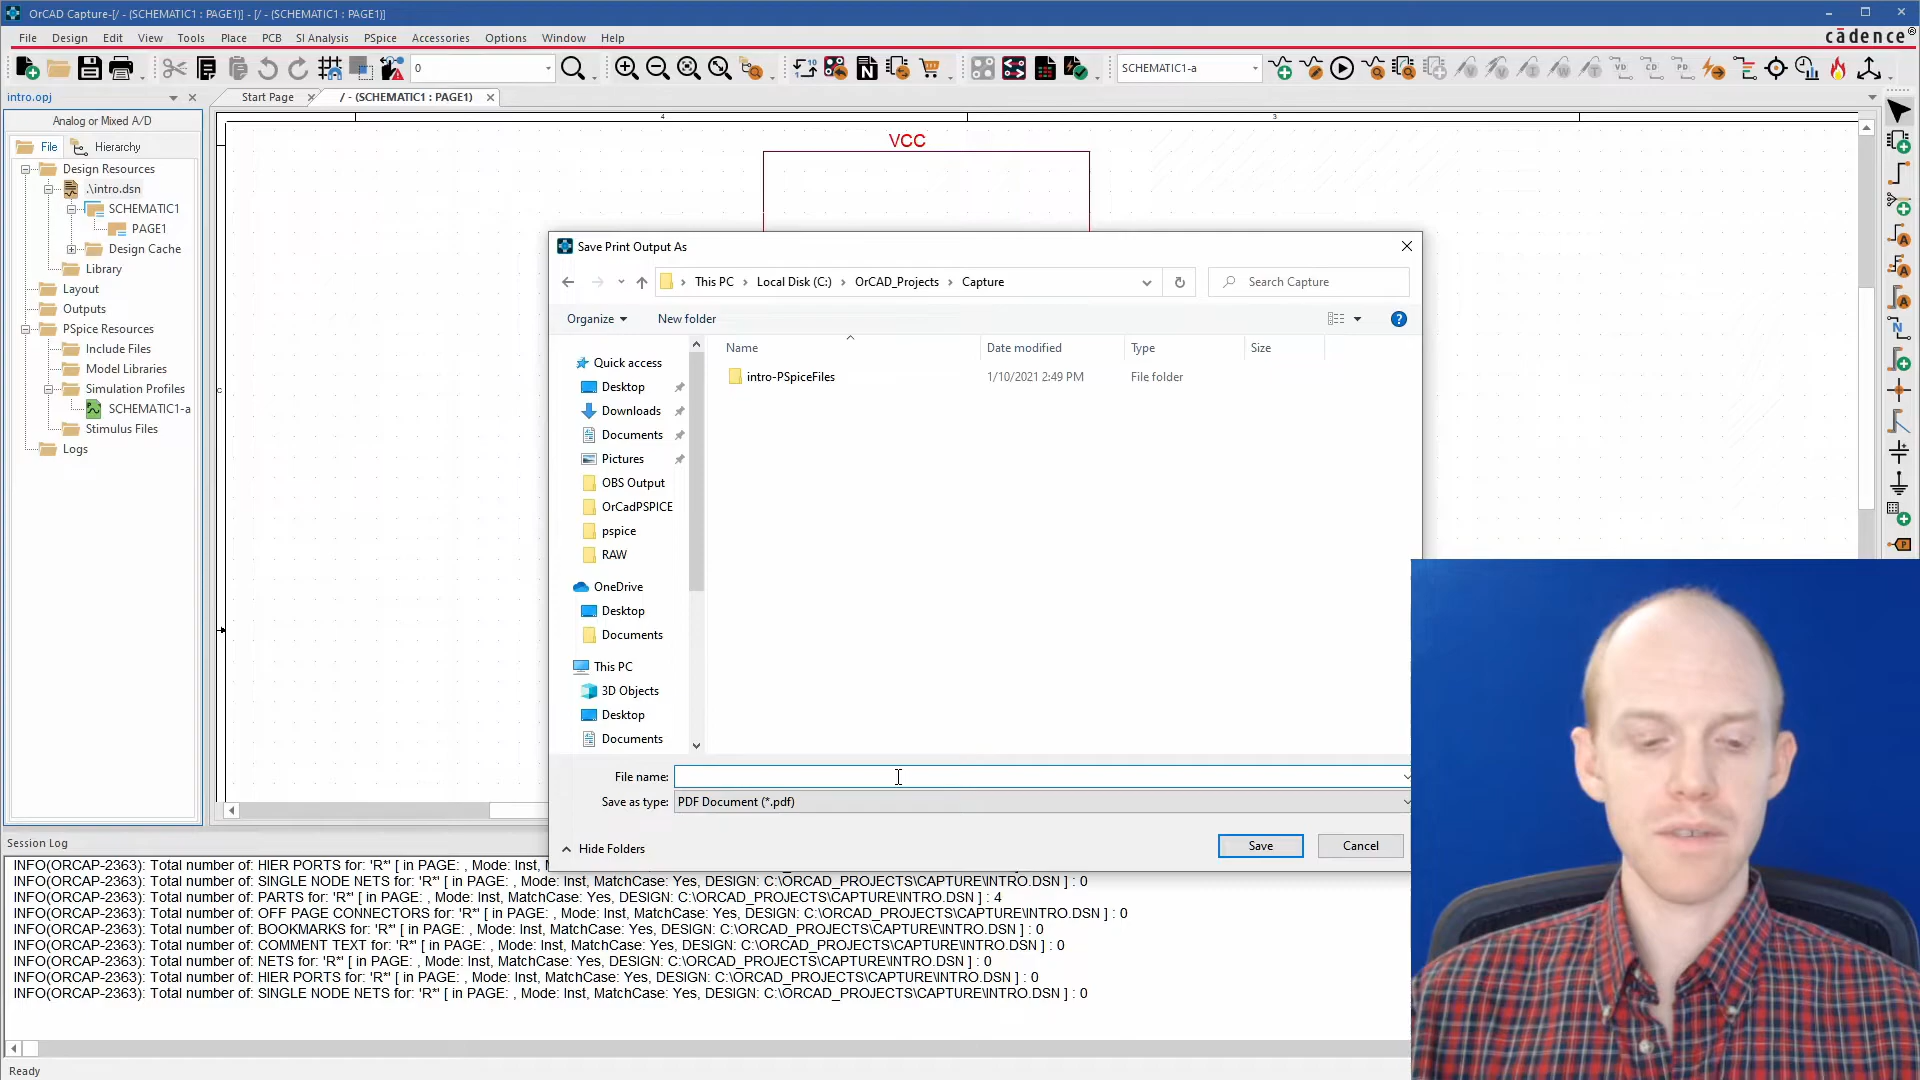 OrCAD Capture-[/ - (SCHEMATIC1 : PAGE1)] - [/ - (SCHEMATIC1 : PAGE1)]
File Design Edit View Tools Place PCB SI Analysis PSpice Accessories Options Window Help
cādence®
0
SCHEMATIC1-a
intro.opj
Start Page
/ - (SCHEMATIC1 : PAGE1)
Analog or Mixed A/D
File
Hierarchy
Design Resources
.\intro.dsn
SCHEMATIC1
PAGE1
Design Cache
Library
Layout
Outputs
PSpice Resources
Include Files
Model Libraries
Simulation Profiles
SCHEMATIC1-a
Stimulus Files
Logs
4
3
C
VCC
Save Print Output As
This PC > Local Disk (C:) > OrCAD_Projects > Capture
Search Capture
Organize
New folder
Name
Date modified
Type
Size
intro-PSpiceFiles
1/10/2021 2:49 PM
File folder
Quick access
Desktop
Downloads
Documents
Pictures
OBS Output
OrCadPSPICE
pspice
RAW
OneDrive
Desktop
Documents
This PC
3D Objects
Desktop
Documents
File name:
Save as type: PDF Document (*.pdf)
Hide Folders
Save
Cancel
Session Log
INFO(ORCAP-2363): Total number of: HIER PORTS for: 'R*' [ in PAGE: , Mode: Inst,
INFO(ORCAP-2363): Total number of: SINGLE NODE NETS for: 'R*' [ in PAGE: , Mode: Inst, MatchCase: Yes, DESIGN: C:\ORCAD_PROJECTS\CAPTURE\INTRO.DSN ] : 0
INFO(ORCAP-2363): Total number of: PARTS for: 'R*' [ in PAGE: , Mode: Inst, MatchCase: Yes, DESIGN: C:\ORCAD_PROJECTS\CAPTURE\INTRO.DSN ] : 4
INFO(ORCAP-2363): Total number of: OFF PAGE CONNECTORS for: 'R*' [ in PAGE: , Mode: Inst, MatchCase: Yes, DESIGN: C:\ORCAD_PROJECTS\CAPTURE\INTRO.DSN ] : 0
INFO(ORCAP-2363): Total number of: BOOKMARKS for: 'R*' [ in PAGE: , Mode: Inst, MatchCase: Yes, DESIGN: C:\ORCAD_PROJECTS\CAPTURE\INTRO.DSN ] : 0
INFO(ORCAP-2363): Total number of: COMMENT TEXT for: 'R*' [ in PAGE: , Mode: Inst, MatchCase: Yes, DESIGN: C:\ORCAD_PROJECTS\CAPTURE\INTRO.DSN ] : 0
INFO(ORCAP-2363): Total number of: NETS for: 'R*' [ in PAGE: , Mode: Inst, MatchCase: Yes, DESIGN: C:\ORCAD_PROJECTS\CAPTURE\INTRO.DSN ] : 0
INFO(ORCAP-2363): Total number of: HIER PORTS for: 'R*' [ in PAGE: , Mode: Inst, MatchCase: Yes, DESIGN: C:\ORCAD_PROJECTS\CAPTURE\INTRO.DSN ] : 0
INFO(ORCAP-2363): Total number of: SINGLE NODE NETS for: 'R*' [ in PAGE: , Mode: Inst, MatchCase: Yes, DESIGN: C:\ORCAD_PROJECTS\CAPTURE\INTRO.DSN ] : 0
Ready